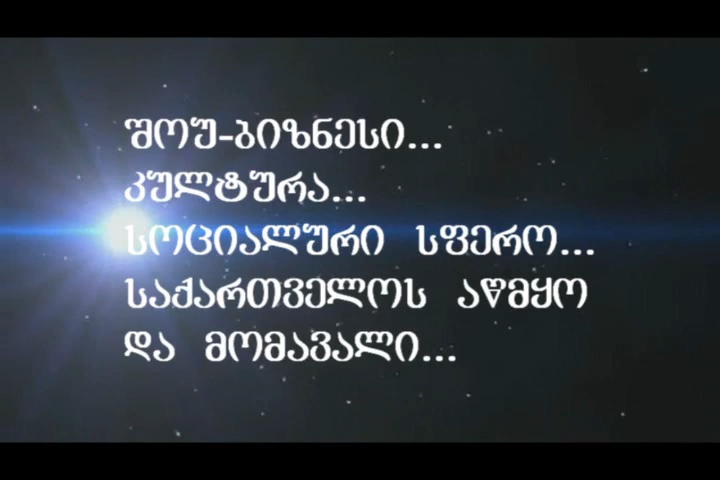 შოუ-ბიზნესი...
კულტურა...
სოციალური სფერო...
საქართველოს აწმყო
და მომავალი...